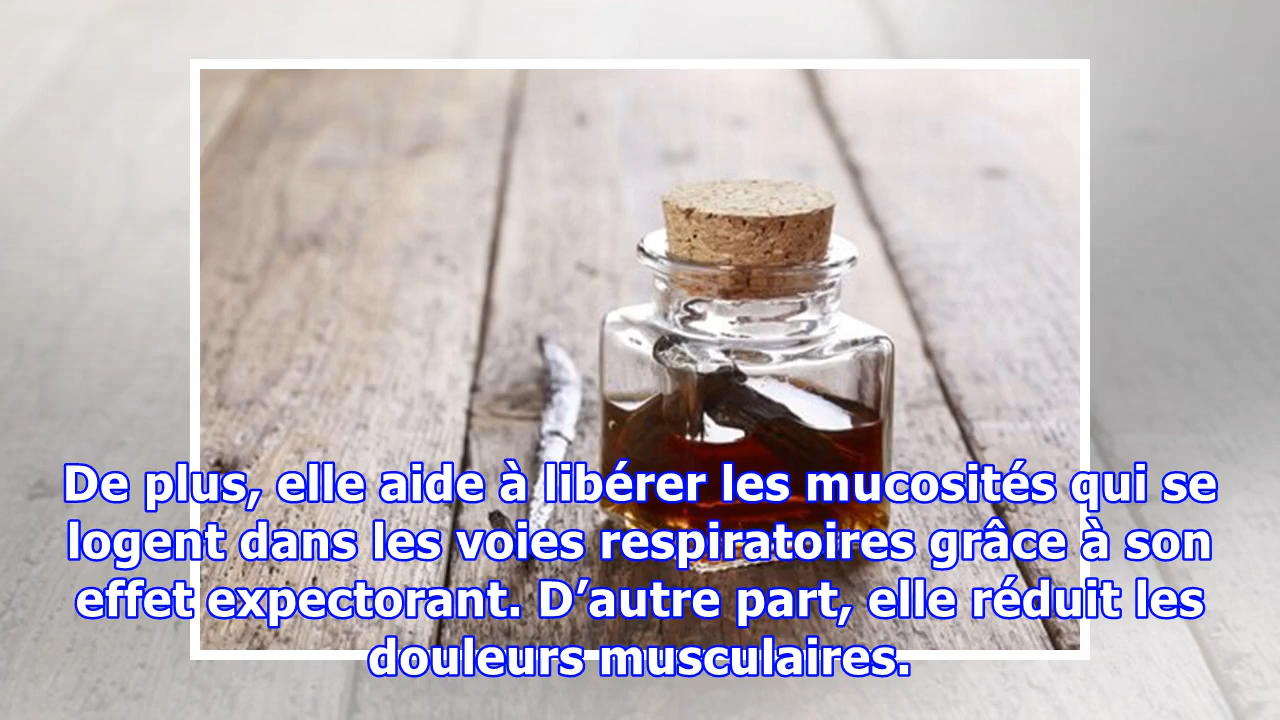 De plus, elle aide à libérer les mucosités qui se
logent dans les voies respiratoires grâce à son
effet expectorant. D’autre part, elle réduit les
douleurs musculaires.